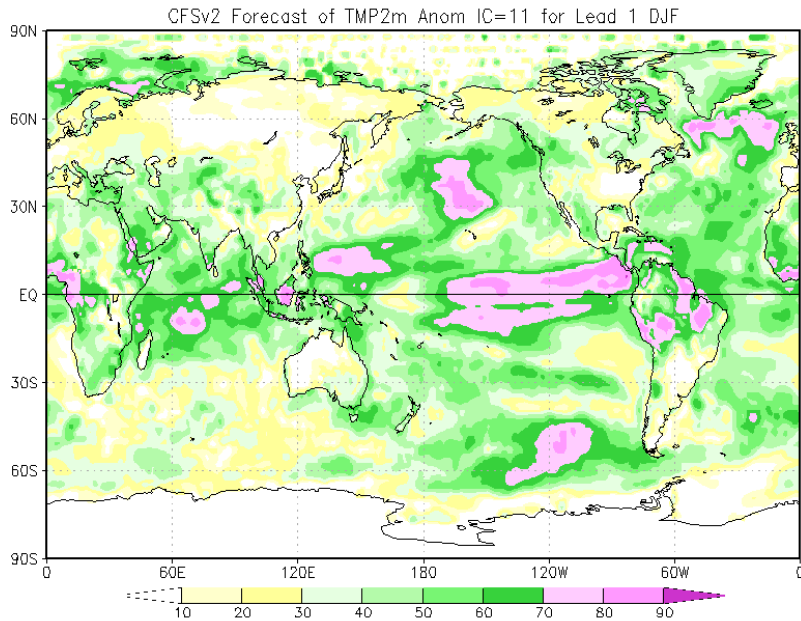 CFSv2 Forecast of TMP2m Anom IC=11 for Lead 1 DJF
90N
60N
30N
EQ
30S
60S
90S
0 60E 120E 180 120W 60W 0
10 20 30 40 50 60 70 80 90